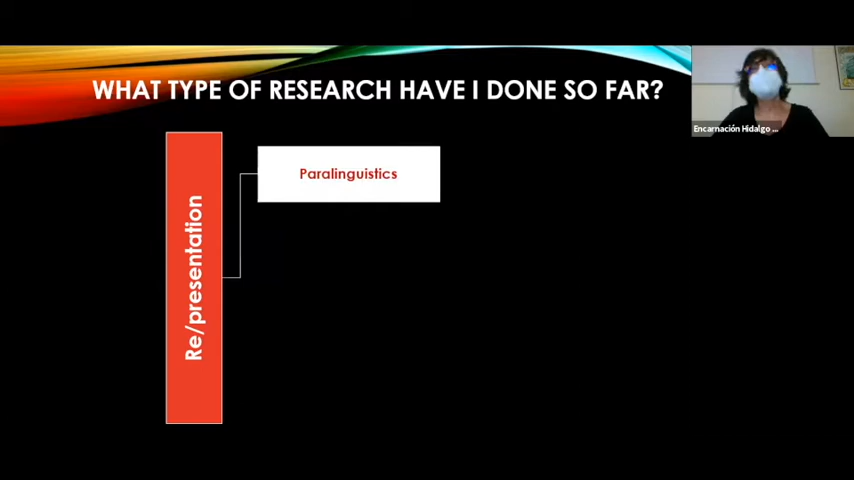 WHAT TYPE OF RESEARCH HAVE I DONE SO FAR?
Encarnación Hidalgo ...
Paralinguistics
Re/presentation